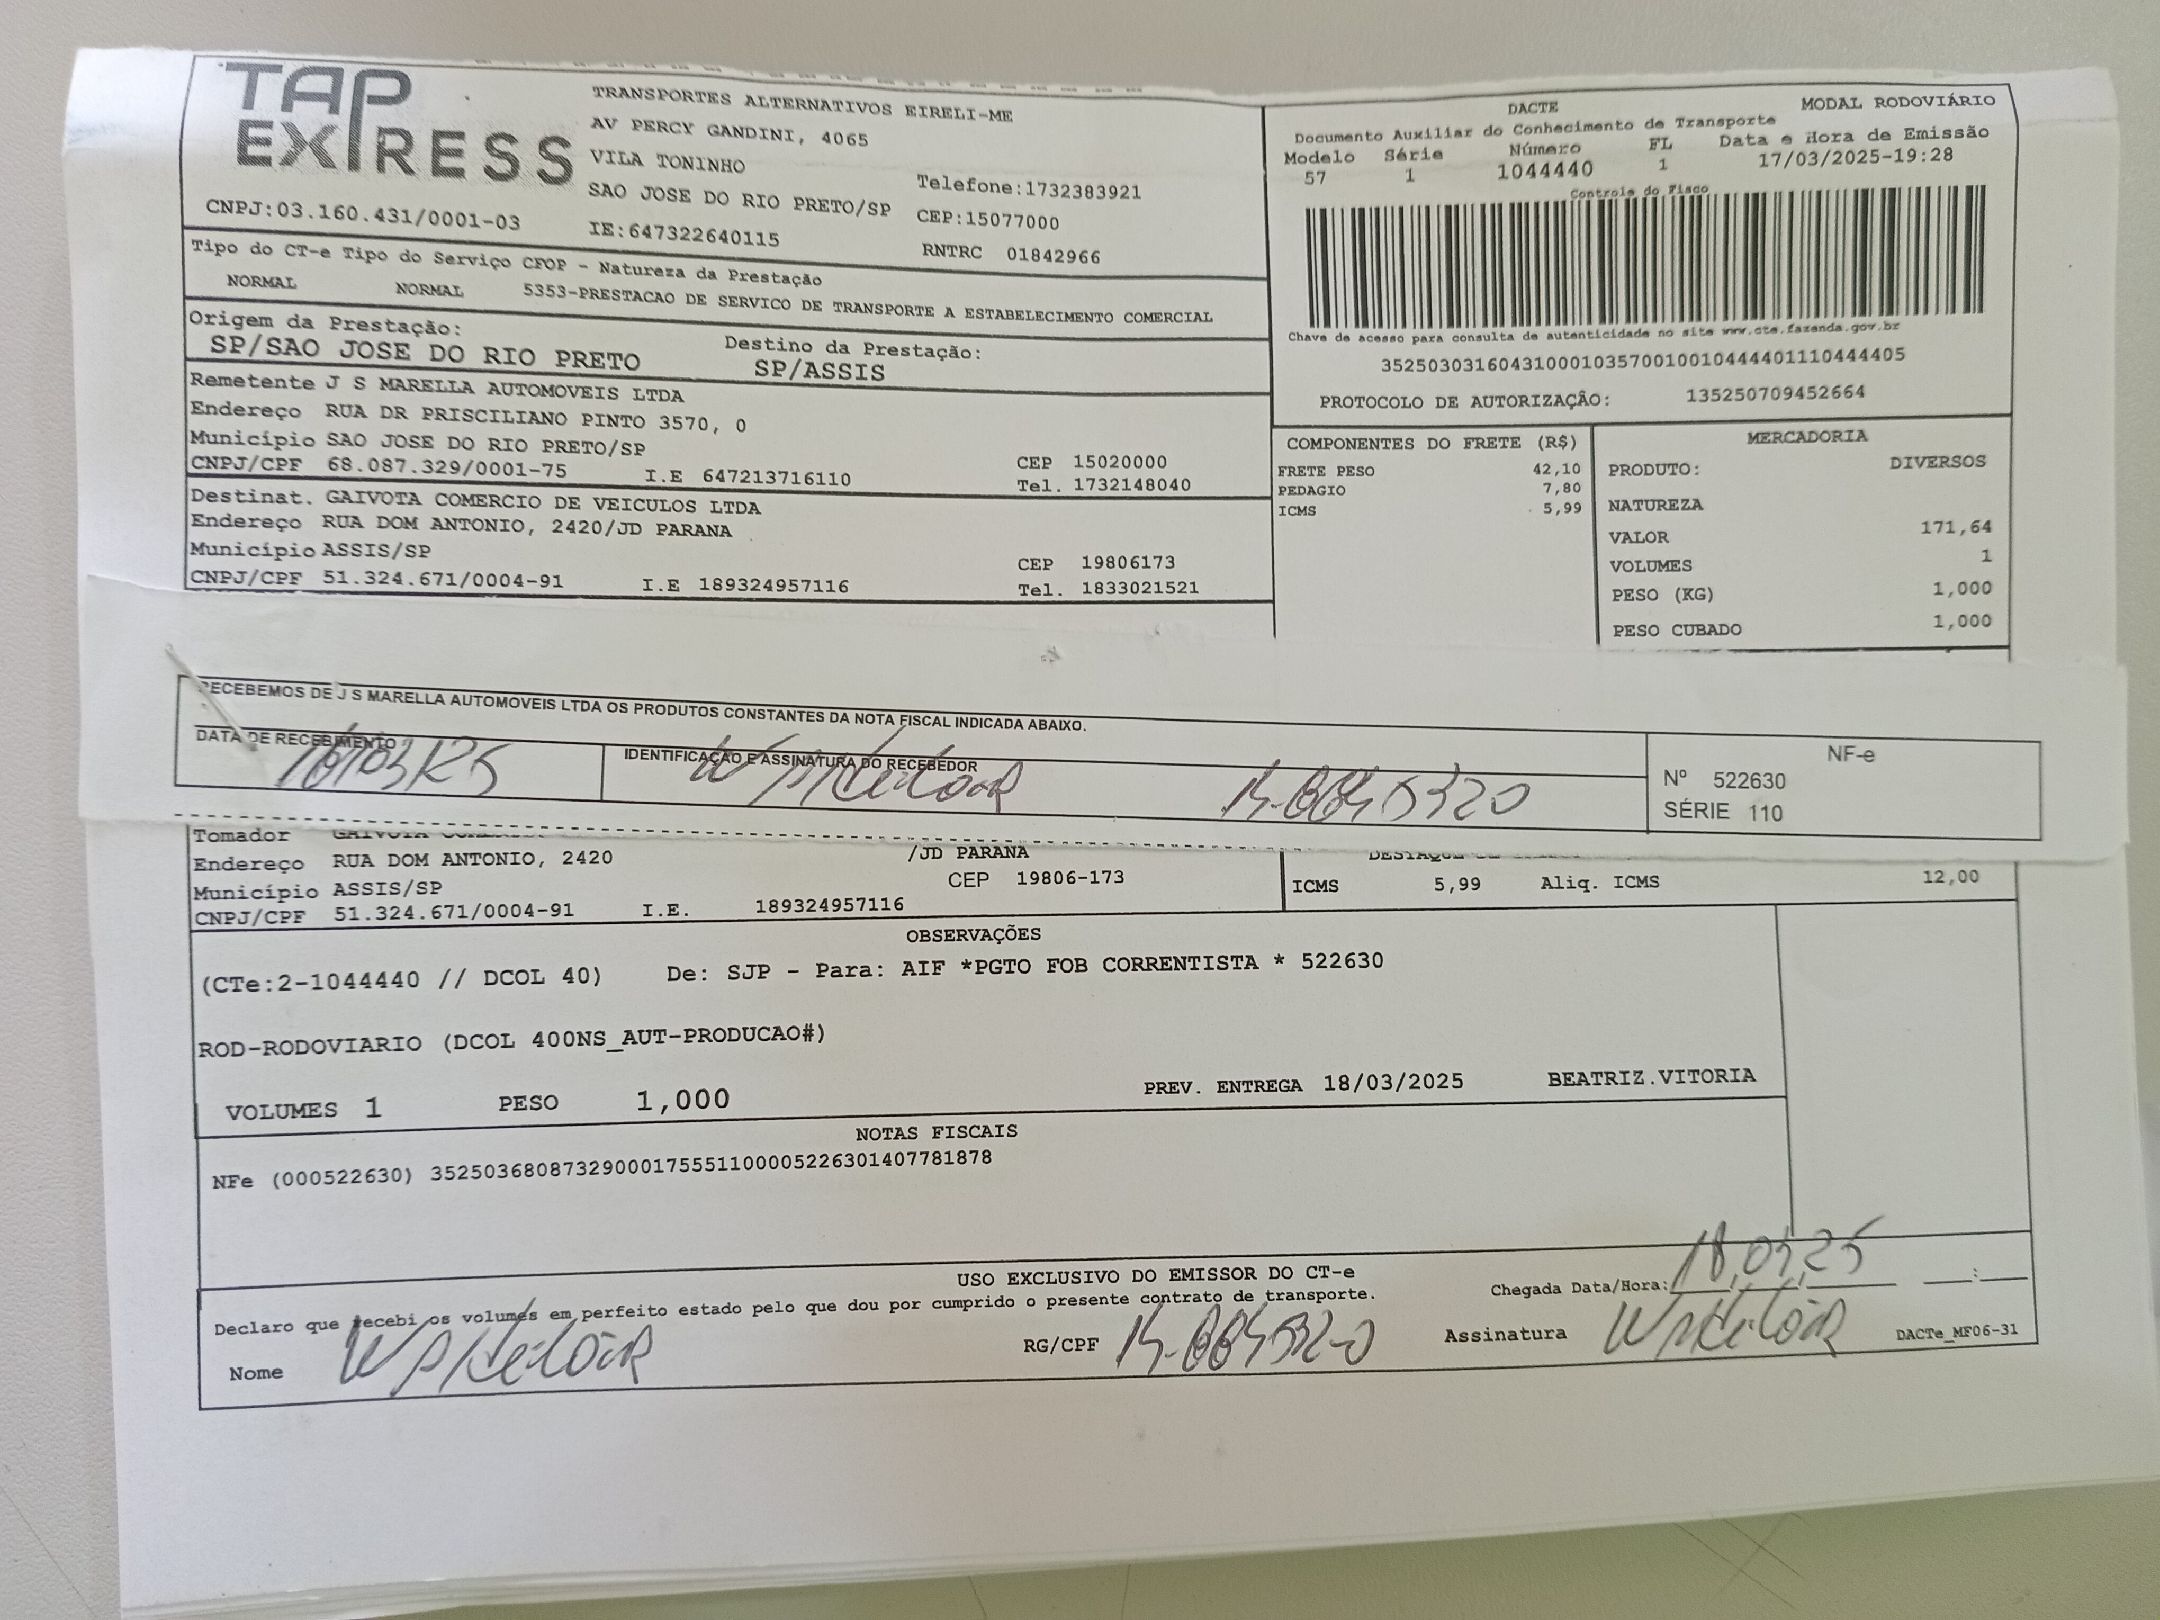 TAP EXPRESS
TRANSPORTES ALTERNATIVOS EIRELI-ME
AV PERCY GANDINI, 4065
VILA TONINHO
SAO JOSE DO RIO PRETO/SP
IE:647322640115
Telefone:1732383921
CEP:15077000
RNTRC 01842966
CNPJ:03.160.431/0001-03
DACTE MODAL RODOVIÁRIO
Documento Auxiliar do Conhecimento de Transporte
Modelo Série Número FL Data e Hora de Emissão
57 1 1044440 1 17/03/2025-19:28
Controle do Fisco
Chave de acesso para consulta de autenticidade no site www.cte.fazenda.gov.br
35250303160431000103570010010444401110444405
PROTOCOLO DE AUTORIZAÇÃO: 135250709452664
Tipo do CT-e Tipo do Serviço CFOP - Natureza da Prestação
NORMAL NORMAL 5353-PRESTACAO DE SERVICO DE TRANSPORTE A ESTABELECIMENTO COMERCIAL
Origem da Prestação: Destino da Prestação:
SP/SAO JOSE DO RIO PRETO SP/ASSIS
Remetente J S MARELLA AUTOMOVEIS LTDA
Endereço RUA DR PRISCILIANO PINTO 3570, 0
Município SAO JOSE DO RIO PRETO/SP CEP 15020000
CNPJ/CPF 68.087.329/0001-75 I.E 647213716110 Tel. 1732148040
Destinat. GAIVOTA COMERCIO DE VEICULOS LTDA
Endereço RUA DOM ANTONIO, 2420/JD PARANA
Município ASSIS/SP CEP 19806173
CNPJ/CPF 51.324.671/0004-91 I.E 189324957116 Tel. 1833021521
COMPONENTES DO FRETE (R$)
FRETE PESO 42,10
PEDAGIO 7,80
ICMS 5,99
MERCADORIA
PRODUTO: DIVERSOS
NATUREZA
VALOR 171,64
VOLUMES 1
PESO (KG) 1,000
PESO CUBADO 1,000
RECEBEMOS DE J S MARELLA AUTOMOVEIS LTDA OS PRODUTOS CONSTANTES DA NOTA FISCAL INDICADA ABAIXO.
DATA DE RECEBIMENTO
IDENTIFICAÇÃO E ASSINATURA DO RECEBEDOR
NF-e
Nº 522630
SÉRIE 110
Tomador GAIVOTA
Endereço RUA DOM ANTONIO, 2420 /JD PARANA
Município ASSIS/SP CEP 19806-173
CNPJ/CPF 51.324.671/0004-91 I.E. 189324957116
ICMS 5,99 Aliq. ICMS 12,00
OBSERVAÇÕES
(CTe:2-1044440 // DCOL 40) De: SJP - Para: AIF *PGTO FOB CORRENTISTA * 522630
ROD-RODOVIARIO (DCOL 400NS_AUT-PRODUCAO#)
VOLUMES 1 PESO 1,000 PREV. ENTREGA 18/03/2025 BEATRIZ.VITORIA
NOTAS FISCAIS
NFe (000522630) 35250368087329000175551100005226301407781878
USO EXCLUSIVO DO EMISSOR DO CT-e
Declaro que recebi os volumes em perfeito estado pelo que dou por cumprido o presente contrato de transporte.
Chegada Data/Hora: 18,03,25
Nome RG/CPF Assinatura DACTe_MF06-31